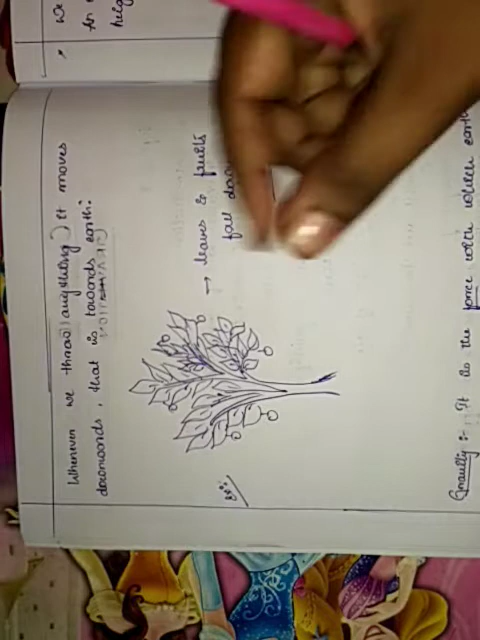 → We
Whenever we throw anything, it moves
downwards, that is towards earth.
Ex:
→ leaves & fruits
fall down
Gravity :- It is the force with which earth